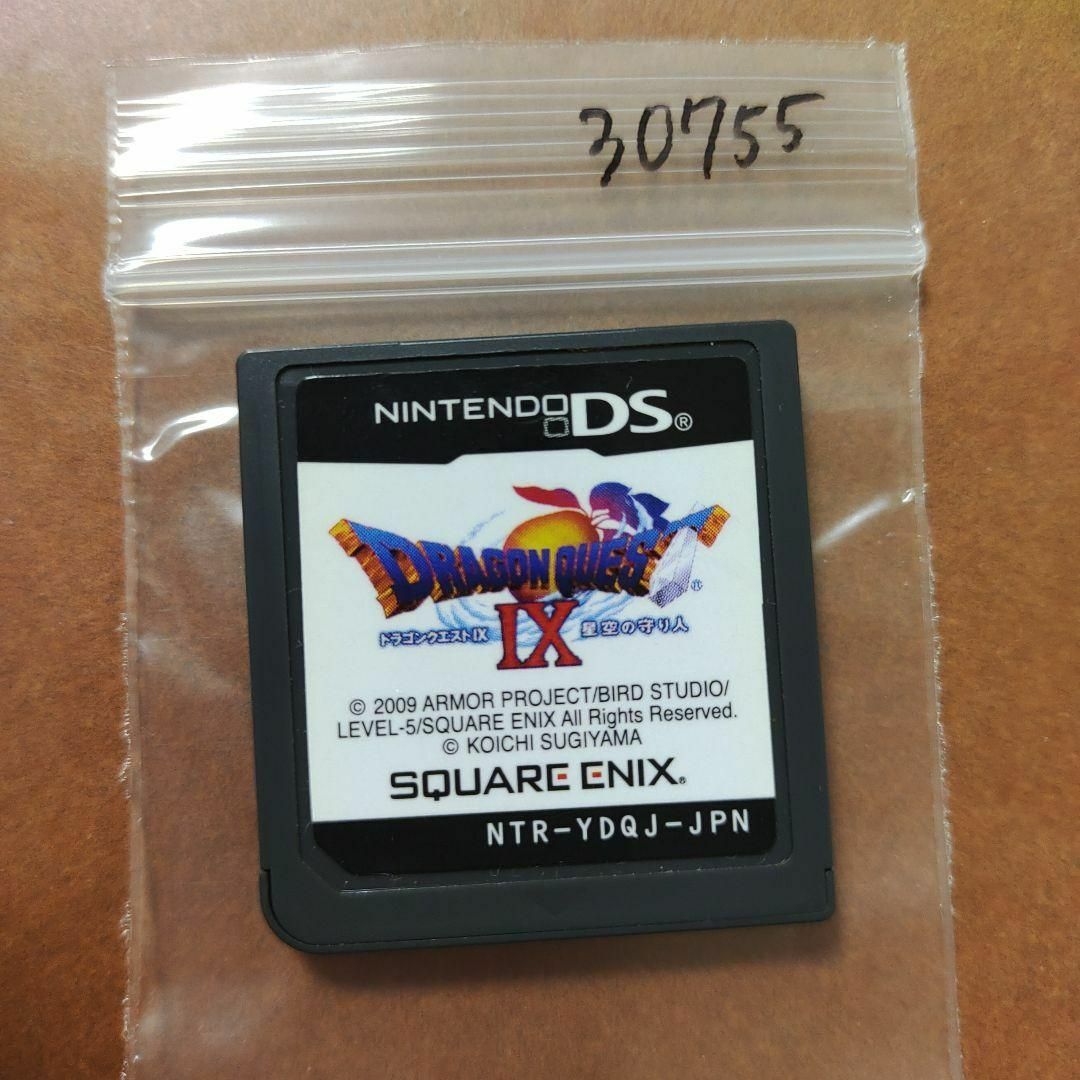 30755
NINTENDO DS®
DRAGON QUEST®
IX
ドラゴンクエストIX 星空の守り人
© 2009 ARMOR PROJECT/BIRD STUDIO/
LEVEL-5/SQUARE ENIX All Rights Reserved.
© KOICHI SUGIYAMA
SQUARE ENIX®
NTR-YDQJ-JPN